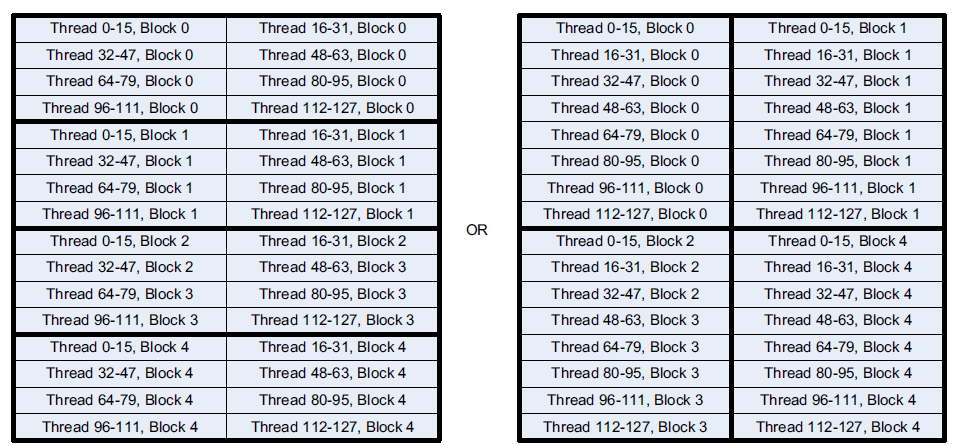 Thread 0-15, Block 0 Thread 16-31, Block 0
Thread 32-47, Block 0 Thread 48-63, Block 0
Thread 64-79, Block 0 Thread 80-95, Block 0
Thread 96-111, Block 0 Thread 112-127, Block 0
Thread 0-15, Block 1 Thread 16-31, Block 1
Thread 32-47, Block 1 Thread 48-63, Block 1
Thread 64-79, Block 1 Thread 80-95, Block 1
Thread 96-111, Block 1 Thread 112-127, Block 1
Thread 0-15, Block 2 Thread 16-31, Block 2
Thread 32-47, Block 2 Thread 48-63, Block 3
Thread 64-79, Block 3 Thread 80-95, Block 3
Thread 96-111, Block 3 Thread 112-127, Block 3
Thread 0-15, Block 4 Thread 16-31, Block 4
Thread 32-47, Block 4 Thread 48-63, Block 4
Thread 64-79, Block 4 Thread 80-95, Block 4
Thread 96-111, Block 4 Thread 112-127, Block 4
OR
Thread 0-15, Block 0 Thread 0-15, Block 1
Thread 16-31, Block 0 Thread 16-31, Block 1
Thread 32-47, Block 0 Thread 32-47, Block 1
Thread 48-63, Block 0 Thread 48-63, Block 1
Thread 64-79, Block 0 Thread 64-79, Block 1
Thread 80-95, Block 0 Thread 80-95, Block 1
Thread 96-111, Block 0 Thread 96-111, Block 1
Thread 112-127, Block 0 Thread 112-127, Block 1
Thread 0-15, Block 2 Thread 0-15, Block 4
Thread 16-31, Block 2 Thread 16-31, Block 4
Thread 32-47, Block 2 Thread 32-47, Block 4
Thread 48-63, Block 3 Thread 48-63, Block 4
Thread 64-79, Block 3 Thread 64-79, Block 4
Thread 80-95, Block 3 Thread 80-95, Block 4
Thread 96-111, Block 3 Thread 96-111, Block 4
Thread 112-127, Block 3 Thread 112-127, Block 4